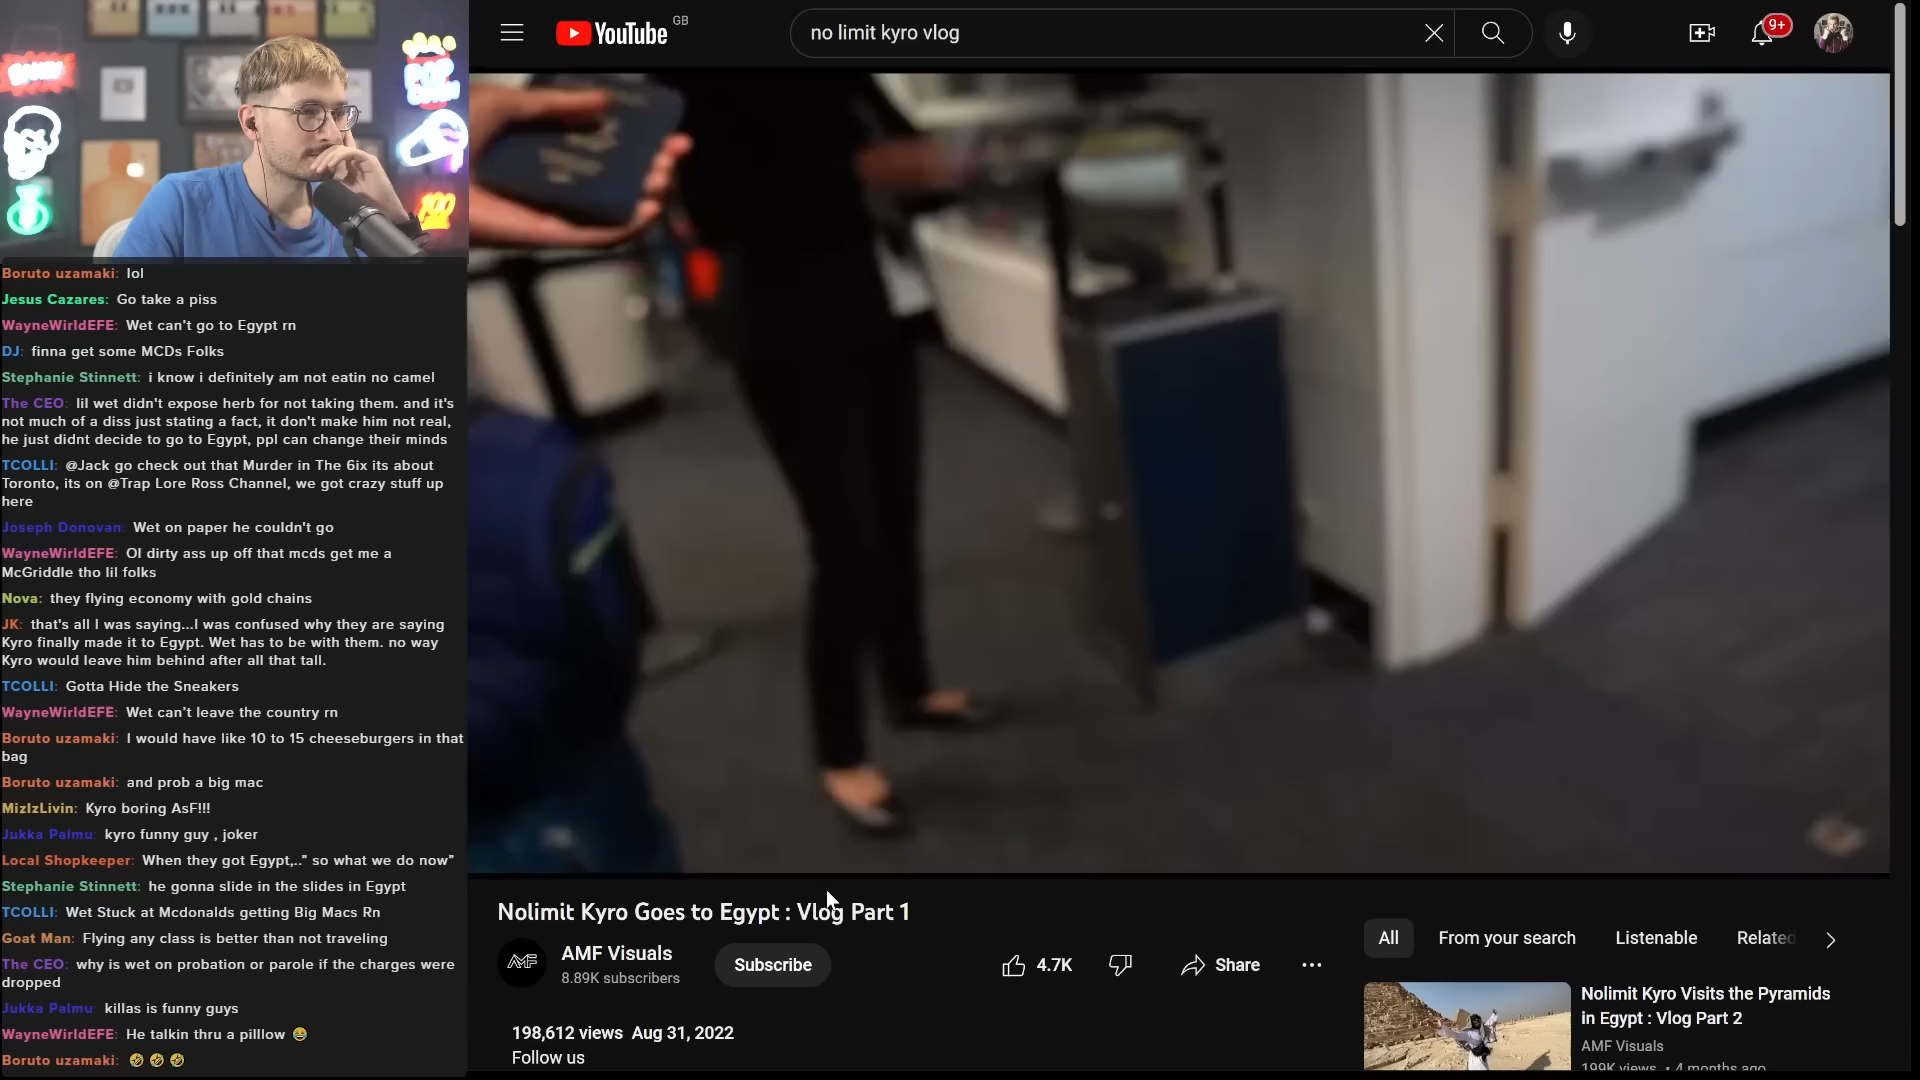 YouTube GB
no limit kyro vlog
9+
100
Boruto uzamaki: lol
Jesus Cazares: Go take a piss
WayneWirldEFE: Wet can't go to Egypt rn
DJ: finna get some MCDs Folks
Stephanie Stinnett: i know i definitely am not eatin no camel
The CEO: lil wet didn't expose herb for not taking them. and it's
not much of a diss just stating a fact, it don't make him not real,
he just didnt decide to go to Egypt, ppl can change their minds
TCOLLI: @Jack go check out that Murder in The 6ix its about
Toronto, its on @Trap Lore Ross Channel, we got crazy stuff up
here
Joseph Donovan: Wet on paper he couldn't go
WayneWirldEFE: Ol dirty ass up off that mcds get me a
McGriddle tho lil folks
Nova: they flying economy with gold chains
JK: that's all I was saying...I was confused why they are saying
Kyro finally made it to Egypt. Wet has to be with them. no way
Kyro would leave him behind after all that tall.
TCOLLI: Gotta Hide the Sneakers
WayneWirldEFE: Wet can't leave the country rn
Boruto uzamaki: I would have like 10 to 15 cheeseburgers in that
bag
Boruto uzamaki: and prob a big mac
MizIzLivin: Kyro boring AsF!!!
Jukka Palmu: kyro funny guy , joker
Local Shopkeeper: When they got Egypt,.." so what we do now"
Stephanie Stinnett: he gonna slide in the slides in Egypt
TCOLLI: Wet Stuck at Mcdonalds getting Big Macs Rn
Goat Man: Flying any class is better than not traveling
The CEO: why is wet on probation or parole if the charges were
dropped
Jukka Palmu: killas is funny guys
WayneWirldEFE: He talkin thru a pilllow 😂
Boruto uzamaki: 🤣 🤣 🤣
Nolimit Kyro Goes to Egypt : Vlog Part 1
AMF
AMF Visuals
8.89K subscribers
Subscribe
4.7K
Share
198,612 views Aug 31, 2022
Follow us
All
From your search
Listenable
Related
Nolimit Kyro Visits the Pyramids
in Egypt : Vlog Part 2
AMF Visuals
199K views • 4 months ago